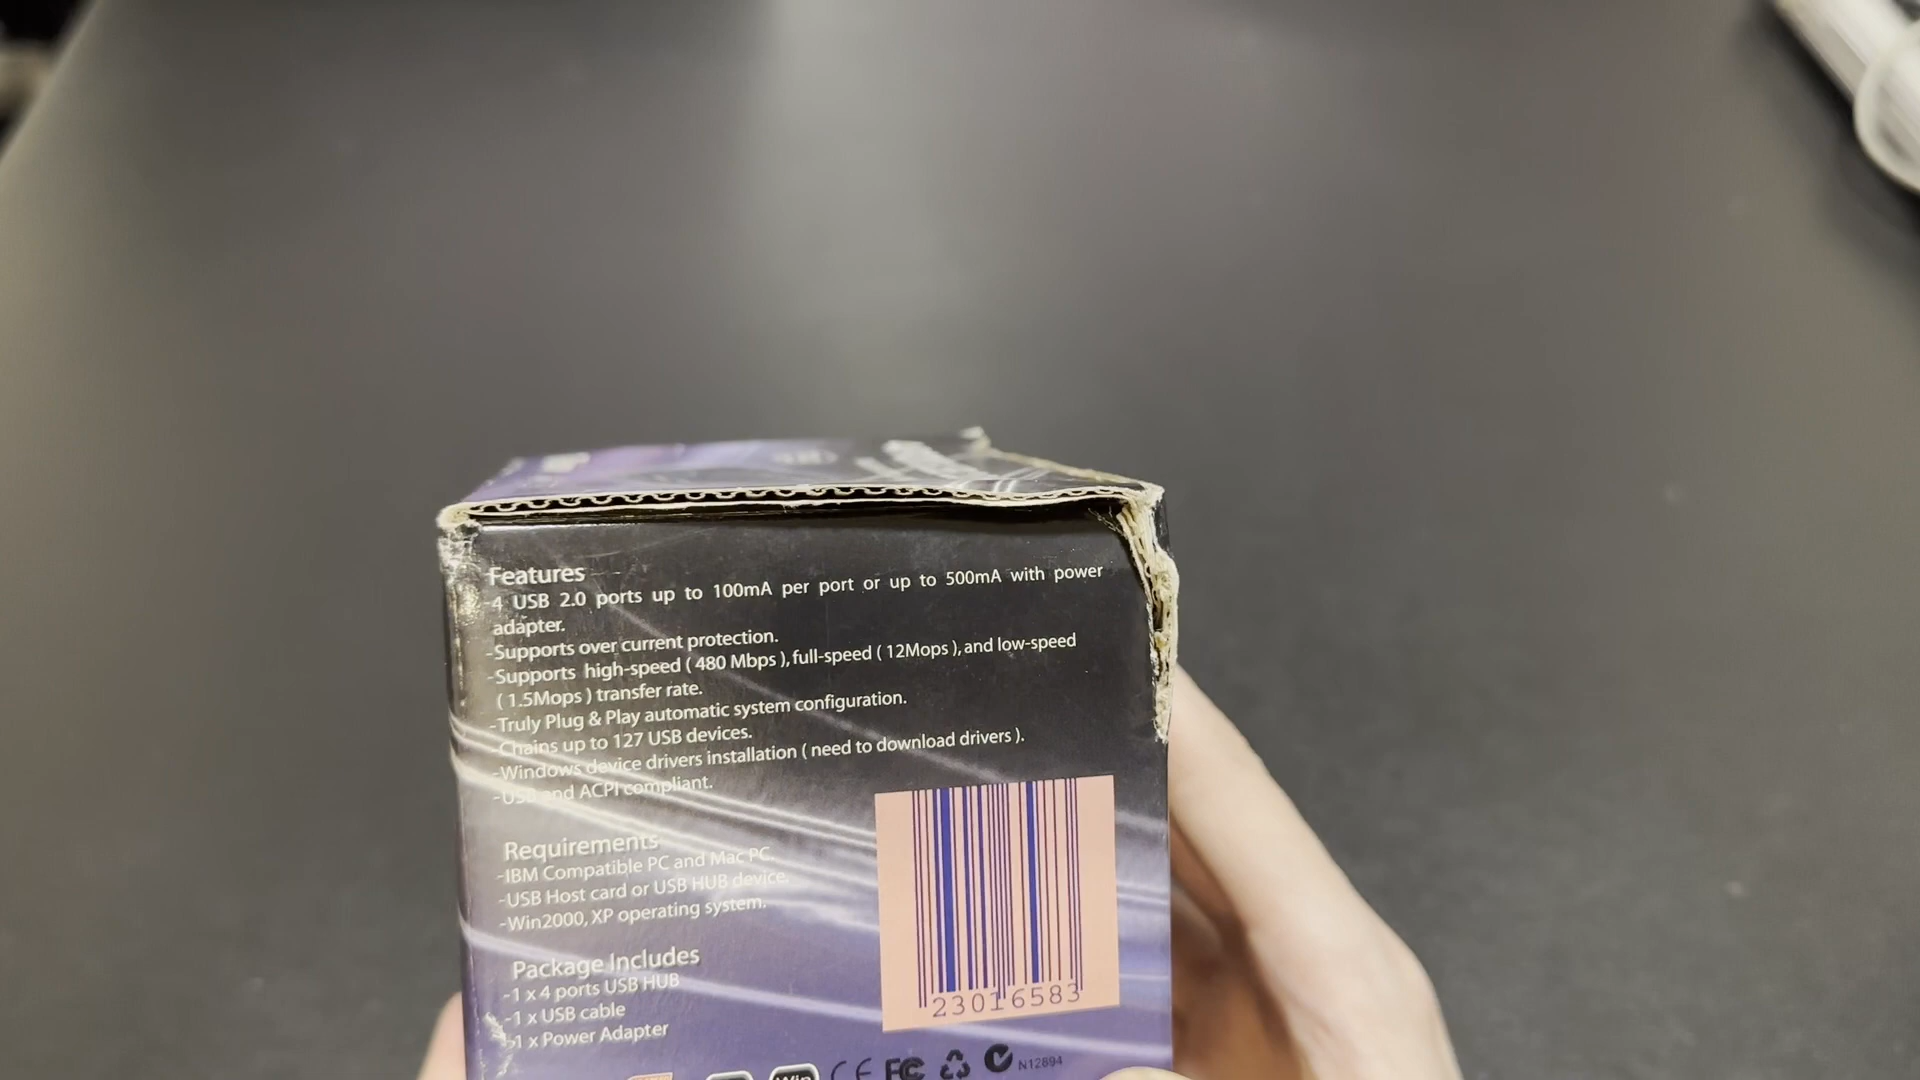 Features
-4 USB 2.0 ports up to 100mA per port or up to 500mA with power
adapter.
-Supports over current protection.
-Supports high-speed ( 480 Mbps ), full-speed ( 12Mops ), and low-speed
( 1.5Mops ) transfer rate.
-Truly Plug & Play automatic system configuration.
-Chains up to 127 USB devices.
-Windows device drivers installation ( need to download drivers ).
-USB and ACPI compliant.
Requirements
-IBM Compatible PC and Mac PC.
-USB Host card or USB HUB device.
-Win2000, XP operating system.
Package Includes
-1 x 4 ports USB HUB
-1 x USB cable
-1 x Power Adapter
23016583
Win CE FC N12894